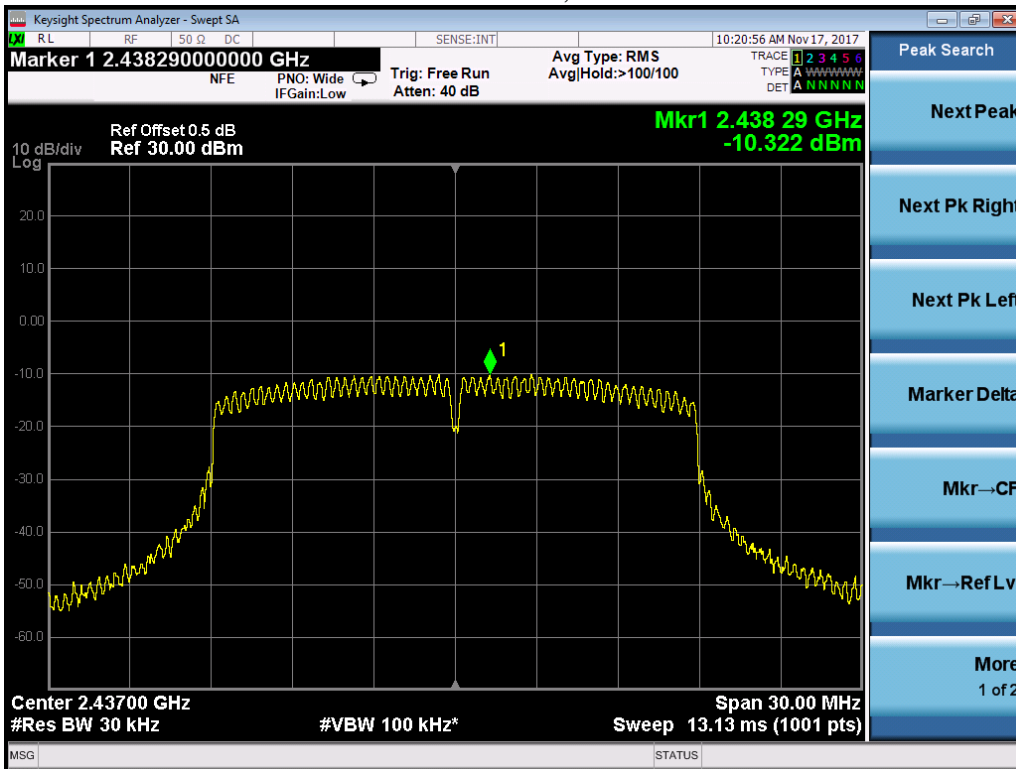 Keysight Spectrum Analyzer - Swept SA
LXI RL RF 50 Ω DC SENSE:INT 10:20:56 AM Nov 17, 2017
Marker 1 2.438290000000 GHz
NFE
PNO: Wide
IFGain:Low
Trig: Free Run
Atten: 40 dB
Avg Type: RMS
Avg|Hold:>100/100
TRACE 1 2 3 4 5 6
TYPE A WWWWW
DET A N N N N N
Peak Search
Mkr1 2.438 29 GHz
-10.322 dBm
Ref Offset 0.5 dB
10 dB/div Ref 30.00 dBm
Log
20.0
10.0
0.00
-10.0
-20.0
-30.0
-40.0
-50.0
-60.0
1
Center 2.43700 GHz Span 30.00 MHz
#Res BW 30 kHz #VBW 100 kHz* Sweep 13.13 ms (1001 pts)
MSG STATUS
Next Peak
Next Pk Right
Next Pk Left
Marker Delta
Mkr→CF
Mkr→Ref Lv
More
1 of 2